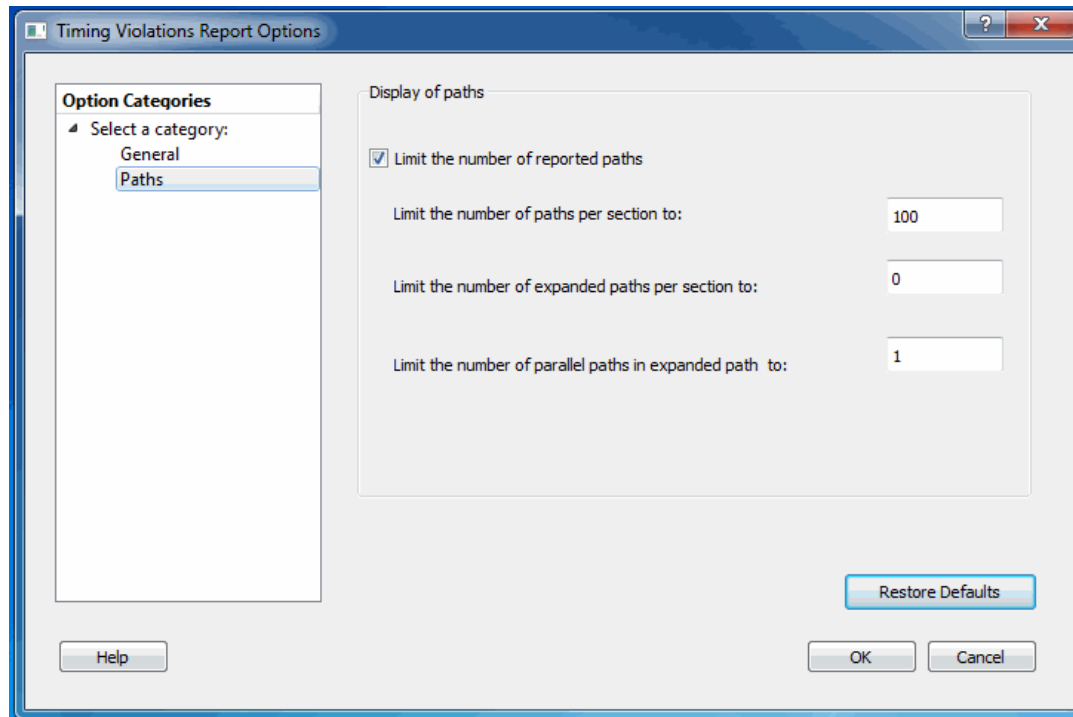 Timing Violations Report Options
?
X
Option Categories
Select a category:
General
Paths
Display of paths
Limit the number of reported paths
Limit the number of paths per section to:
100
Limit the number of expanded paths per section to:
0
Limit the number of parallel paths in expanded path to:
1
Restore Defaults
Help
OK
Cancel